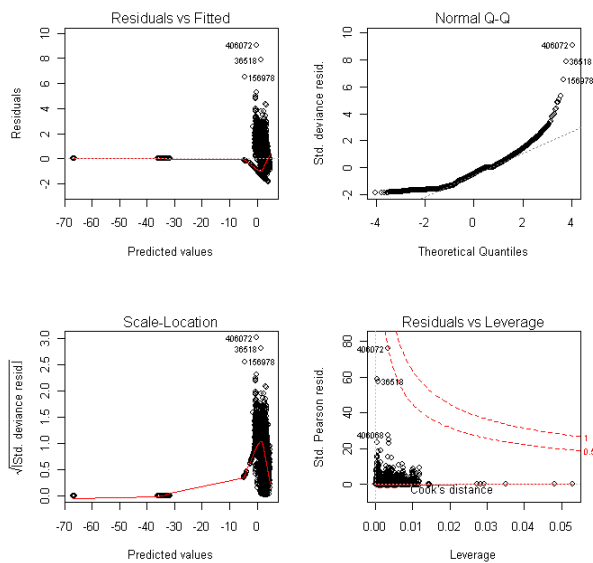 Residuals vs Fitted
Residuals
10
8
6
4
2
0
-2
406072
36518
156978
-70 -60 -50 -40 -30 -20 -10 0
Predicted values
Normal Q-Q
Std. deviance resid.
10
8
6
4
2
0
-2
406072
36518
156978
-4 -2 0 2 4
Theoretical Quantiles
Scale-Location
√|Std. deviance resid.|
3.0
2.5
2.0
1.5
1.0
0.5
0.0
406072
36518
156978
-70 -60 -50 -40 -30 -20 -10 0
Predicted values
Residuals vs Leverage
Std. Pearson resid.
80
60
40
20
0
406072
36518
406068
1
0.5
Cook's distance
0.00 0.01 0.02 0.03 0.04 0.05
Leverage